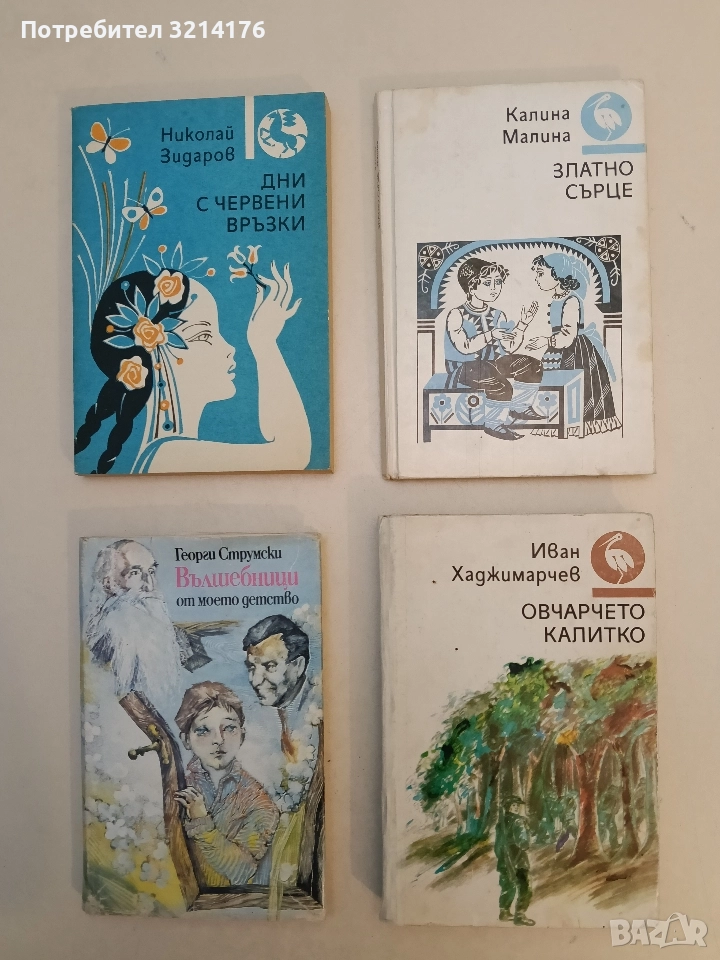 Потребител 3214176
Николай
Зидаров
ДНИ
С ЧЕРВЕНИ
ВРЪЗКИ
Калина
Малина
ЗЛАТНО
СЪРЦЕ
Георги Струмски
Вълшебници
от моето детство
Иван
Хаджимарчев
ОВЧАРЧЕТО
КАЛИТКО
BAZAR